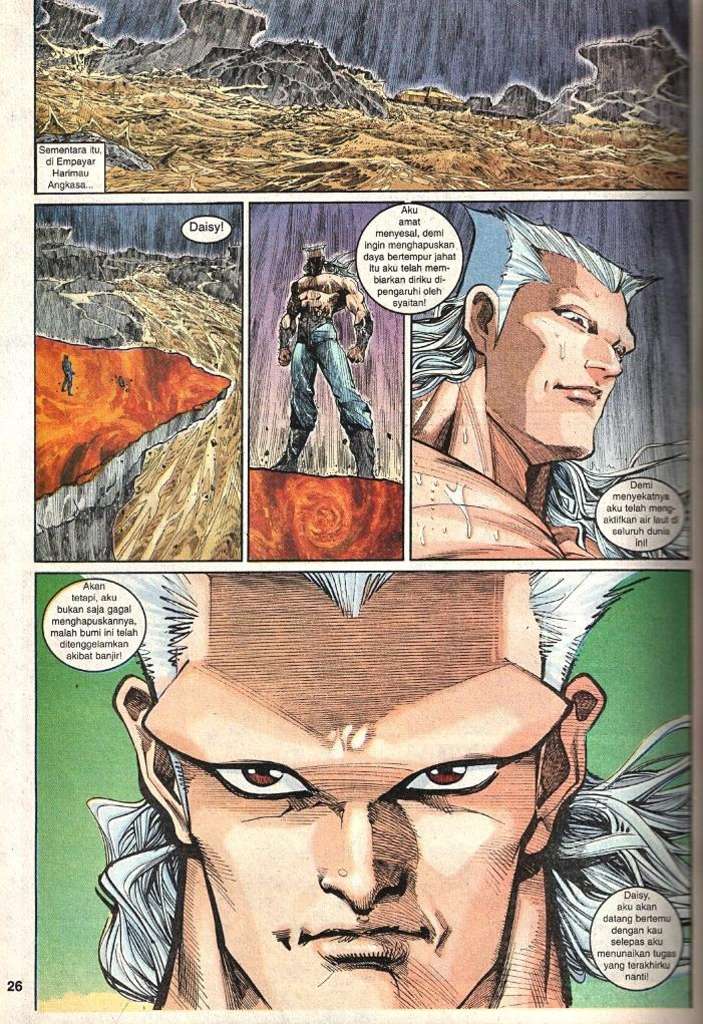 Sementara itu,
di Empayar
Harimau
Angkasa...
Daisy!
Aku
amat
menyesal, demi
ingin menghapuskan
daya bertempur jahat
itu aku telah mem-
biarkan diriku di-
pengaruhi oleh
syaitan!
Demi
menyekatnya
aku telah meng-
aktifkan air laut di
seluruh dunia
ini!
Akan
tetapi, aku
bukan saja gagal
menghapuskannya,
malah bumi ini telah
ditenggelamkan
akibat banjir!
Daisy,
aku akan
datang bertemu
dengan kau
selepas aku
menunaikan tugas
yang terakhirku
nanti!
26